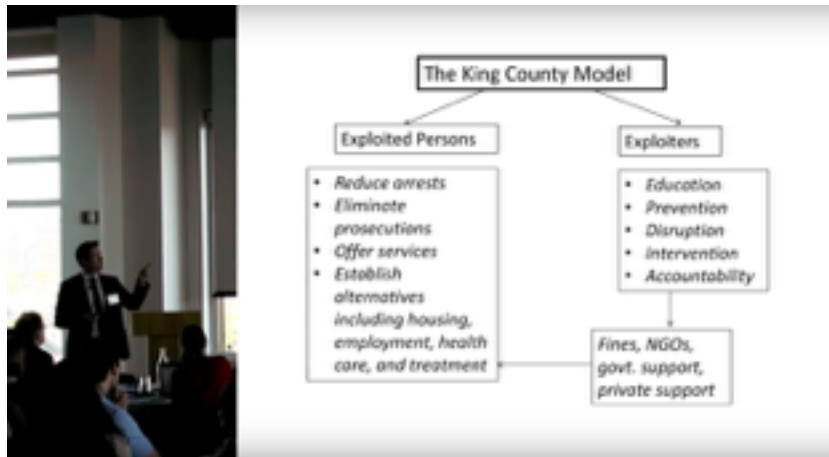 The King County Model
Exploited Persons
• Reduce arrests
• Eliminate
prosecutions
• Offer services
• Establish
alternatives
including housing,
employment, health
care, and treatment
Exploiters
• Education
• Prevention
• Disruption
• Intervention
• Accountability
Fines, NGOs,
govt. support,
private support